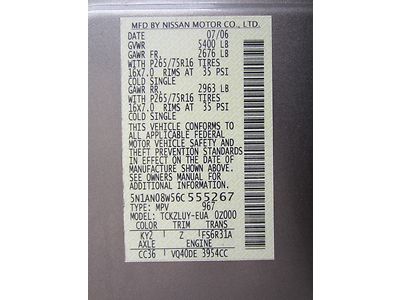 MFD BY NISSAN MOTOR CO., LTD.
DATE 07/06
GVWR 5400 LB
GAWR FR. 2676 LB
WITH P265/75R16 TIRES
16X7.0 RIMS AT 35 PSI
COLD SINGLE
GAWR RR. 2963 LB
WITH P265/75R16 TIRES
16X7.0 RIMS AT 35 PSI
COLD SINGLE
THIS VEHICLE CONFORMS TO
ALL APPLICABLE FEDERAL
MOTOR VEHICLE SAFETY AND
THEFT PREVENTION STANDARDS
IN EFFECT ON THE DATE OF
MANUFACTURE SHOWN ABOVE.
SEE OWNERS MANUAL FOR
ADDITIONAL INFORMATION.
5N1AN08W56C555267
TYPE: MPV 967
MODEL: TCKZLUY-EUA 02000
COLOR TRIM TRANS
KY2 Z FS6R31A
AXLE ENGINE
CC36 VQ40DE 3954CC